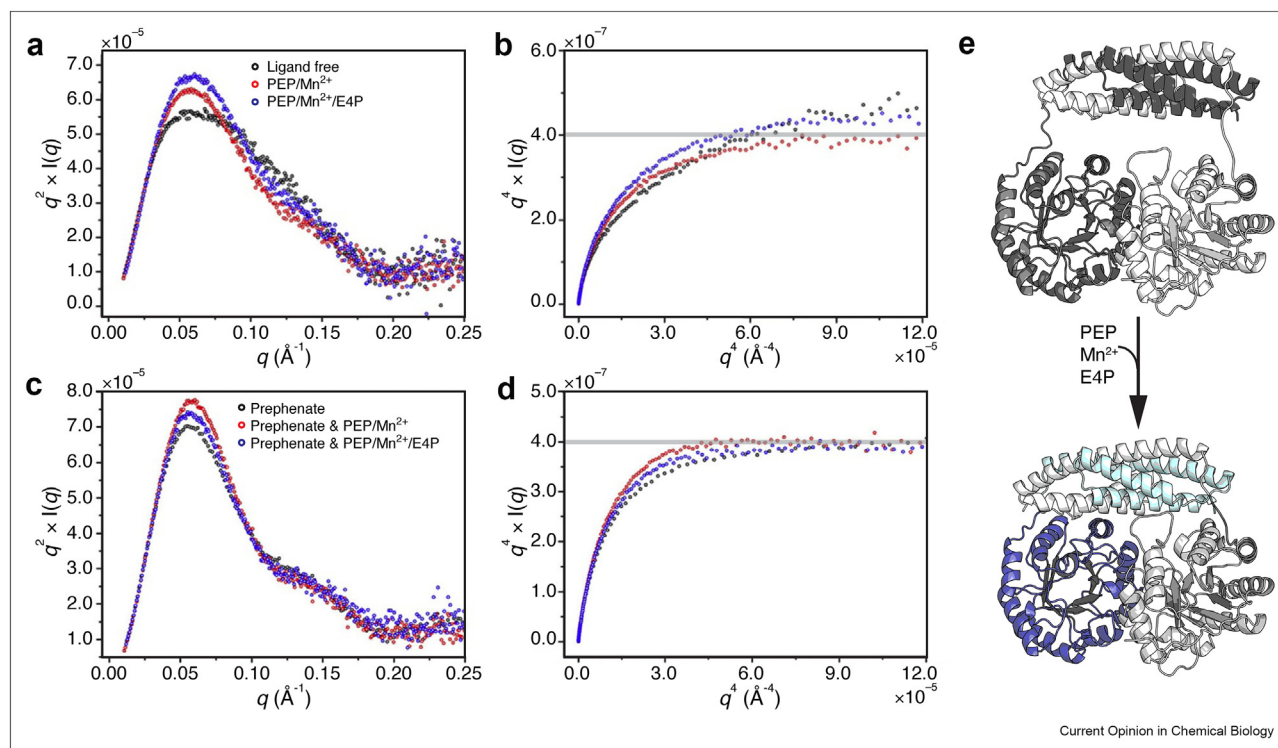 a
×10⁻⁵
7.0
6.0
5.0
4.0
3.0
2.0
1.0
0.0
q² × I(q)
Ligand free
PEP/Mn²⁺
PEP/Mn²⁺/E4P
0.00 0.05 0.10 0.15 0.20 0.25
q (Å⁻¹)
b
×10⁻⁷
6.0
4.0
2.0
0.0
q⁴ × I(q)
0.0 3.0 6.0 9.0 12.0
q⁴ (Å⁻⁴)
×10⁻⁵
c
×10⁻⁵
8.0
7.0
6.0
5.0
4.0
3.0
2.0
1.0
q² × I(q)
Prephenate
Prephenate & PEP/Mn²⁺
Prephenate & PEP/Mn²⁺/E4P
0.00 0.05 0.10 0.15 0.20 0.25
q (Å⁻¹)
d
×10⁻⁷
5.0
4.0
3.0
2.0
1.0
0.0
q⁴ × I(q)
0.0 3.0 6.0 9.0 12.0
q⁴ (Å⁻⁴)
×10⁻⁵
e
PEP
Mn²⁺
E4P
Current Opinion in Chemical Biology